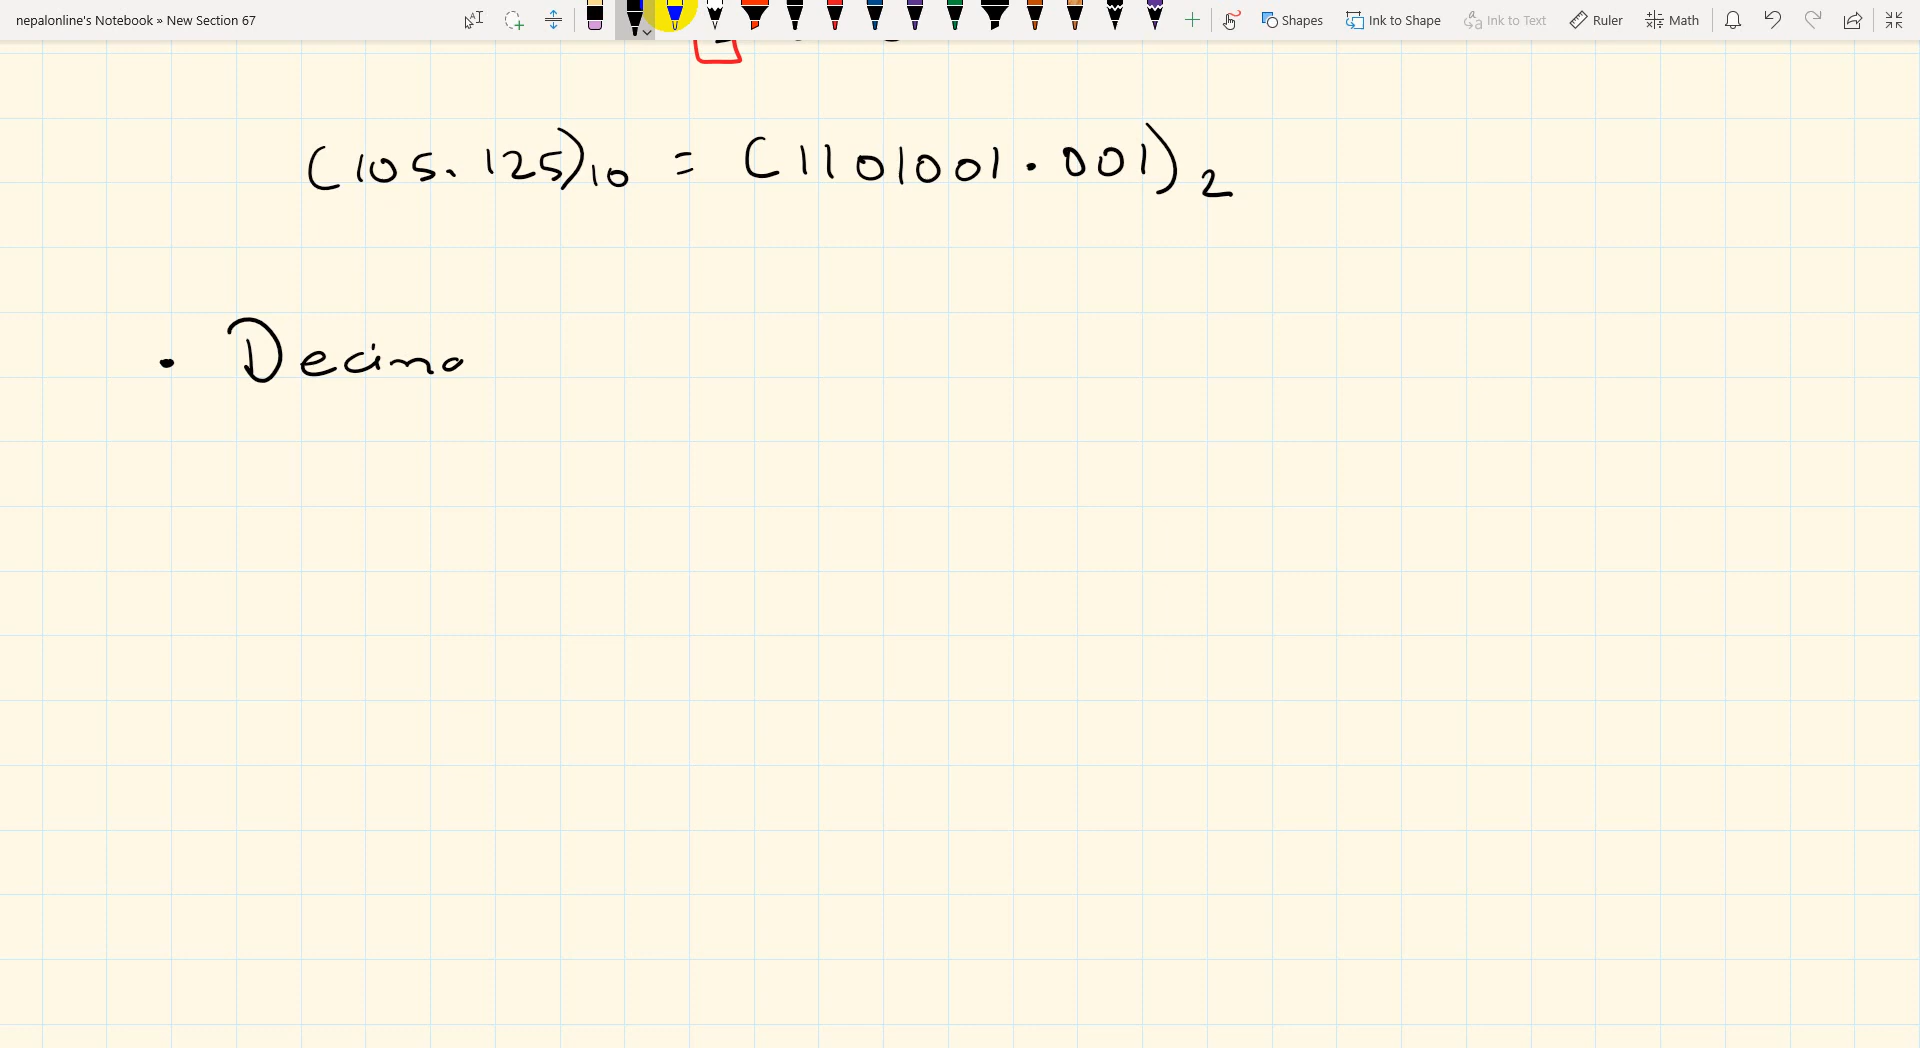 nepalonline's Notebook » New Section 67
Shapes
Ink to Shape
Ink to Text
Ruler
Math
(105.125)10 = (1101001.001)2
• Decima